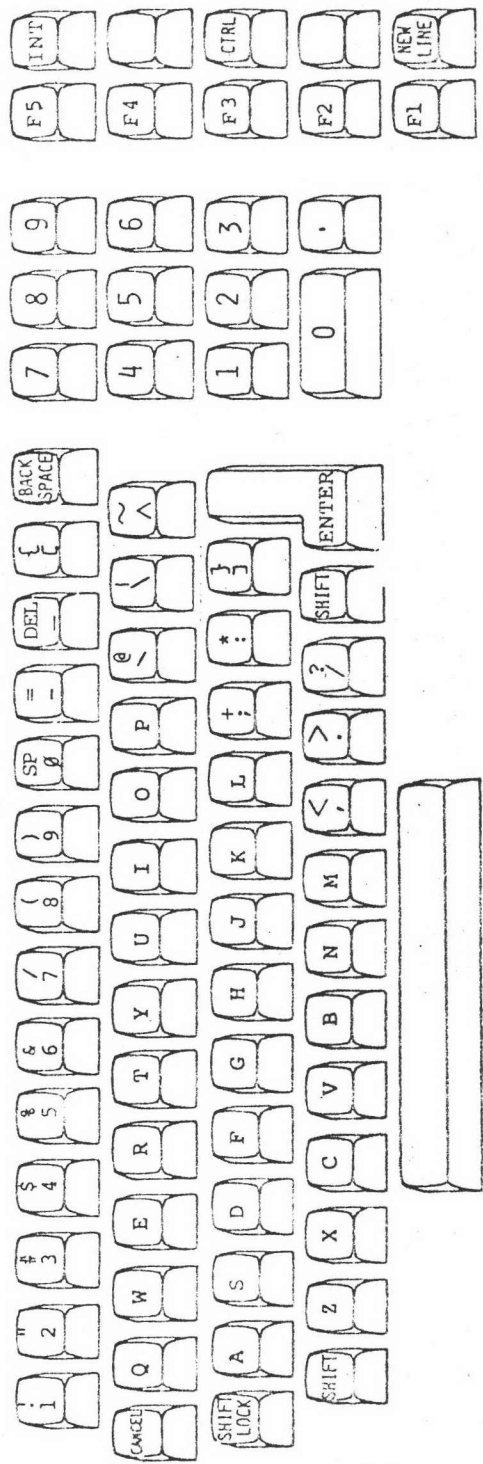 ! 1 " 2 # 3 $ 4 % 5 & 6 ' 7 ( 8 ) 9 SP Ø = - DEL _ { [ BACK SPACE 7 8 9 F5 INT
CANCEL Q W E R T Y U I O P @ ` | \ ~ ^ 4 5 6 F4
SHIFT LOCK A S D F G H J K L + ; * : } ] 1 2 3 F3 CTRL
SHIFT Z X C V B N M < , > . ? / SHIFT ENTER 0 . F2
F1 NEW LINE